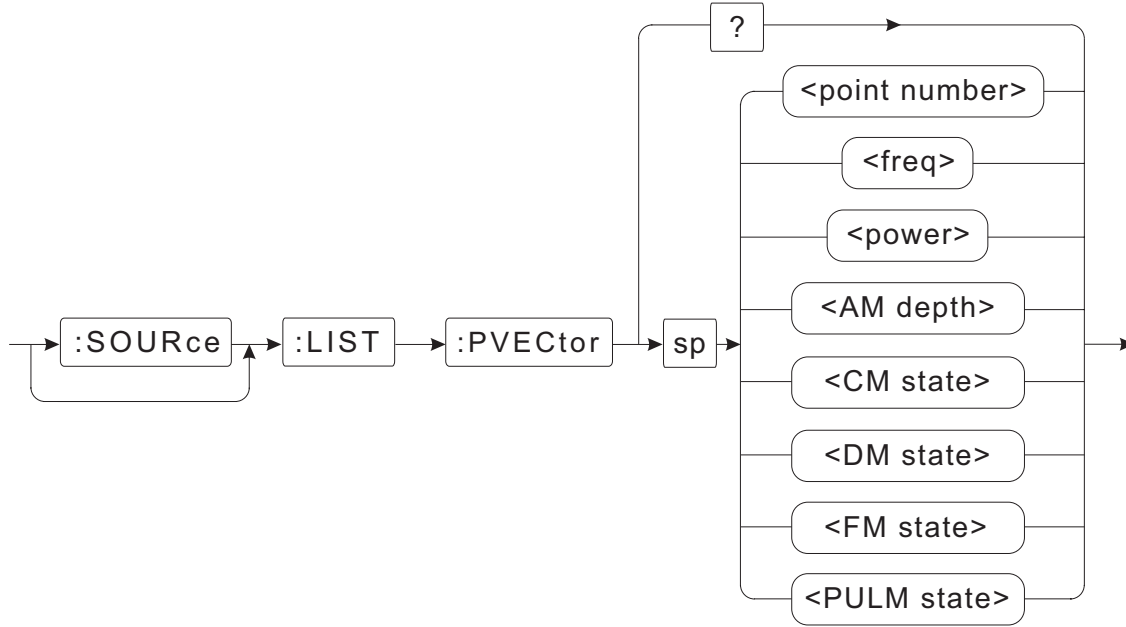 ?
<point number>
<freq>
<power>
<AM depth>
:SOURce :LIST :PVECtor sp
<CM state>
<DM state>
<FM state>
<PULM state>